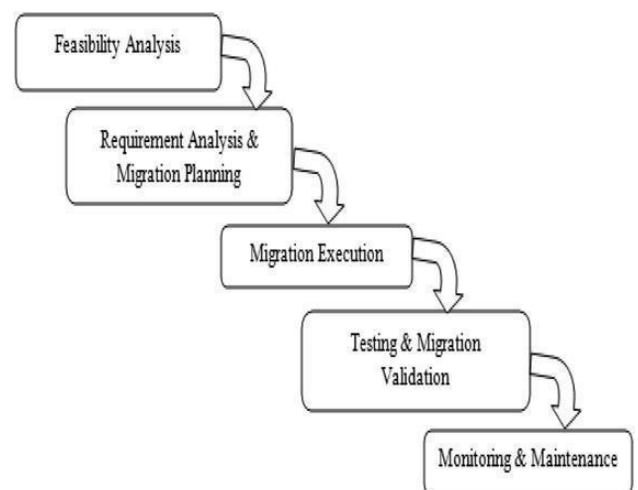 Feasibility Analysis
Requirement Analysis &
Migration Planning
Migration Execution
Testing & Migration
Validation
Monitoring & Maintenance